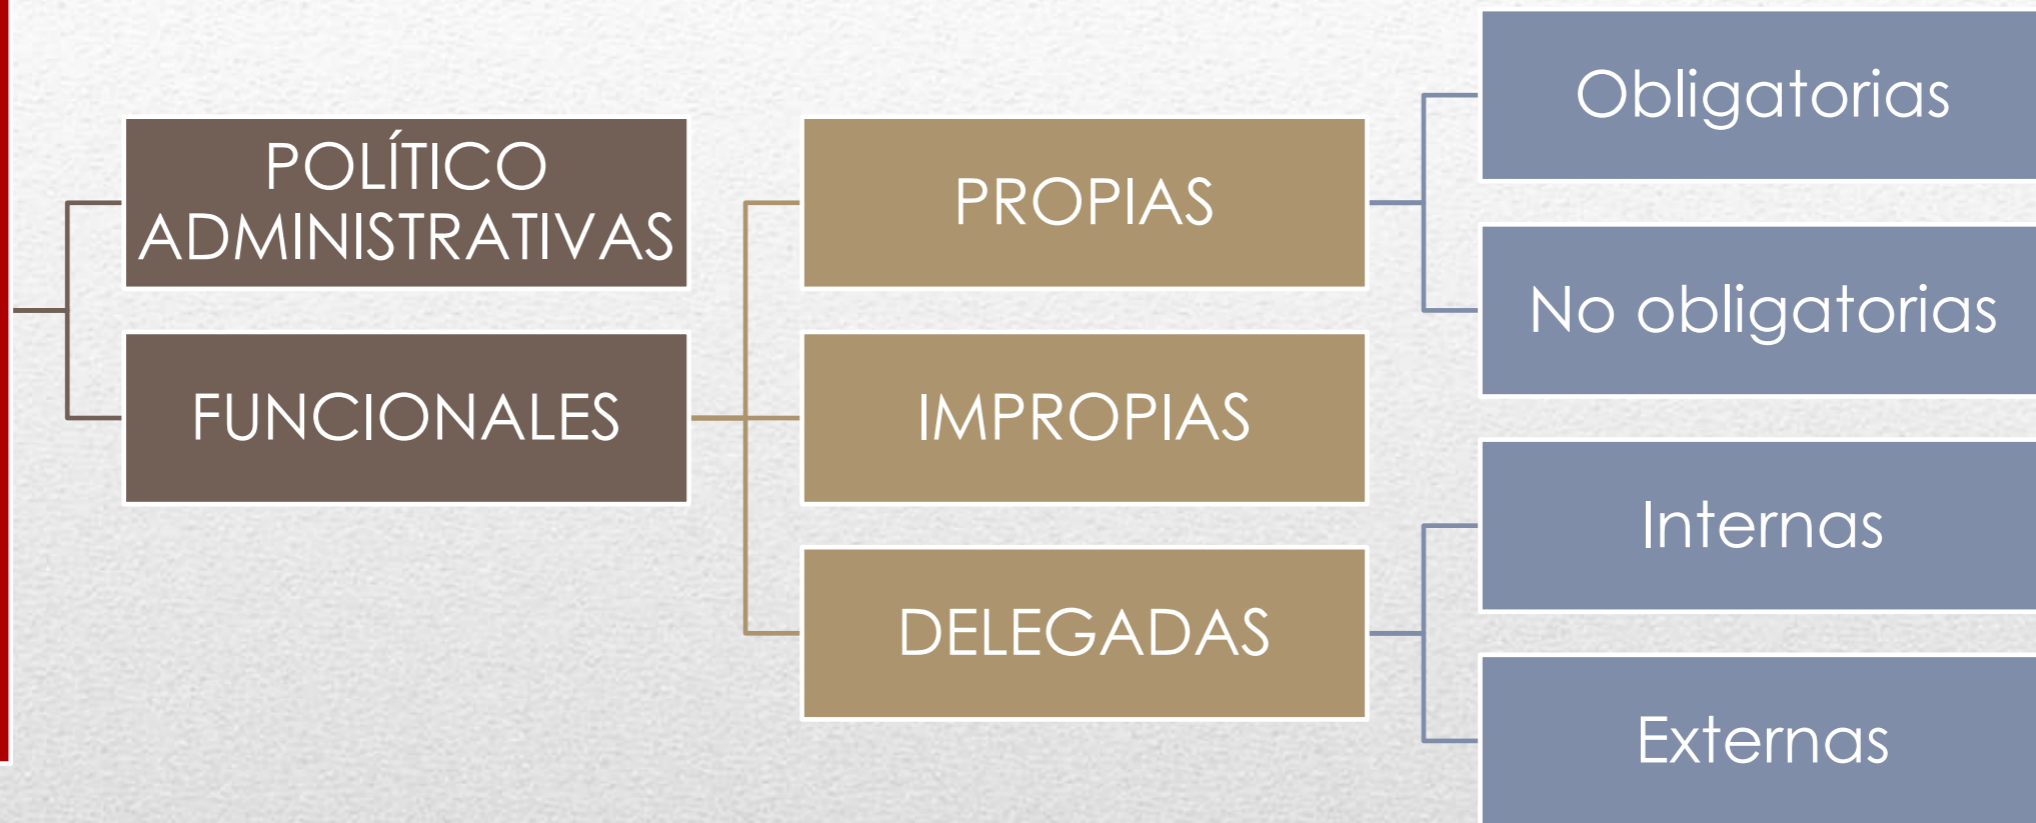 POLÍTICO
ADMINISTRATIVAS
FUNCIONALES
PROPIAS
IMPROPIAS
DELEGADAS
Obligatorias
No obligatorias
Internas
Externas